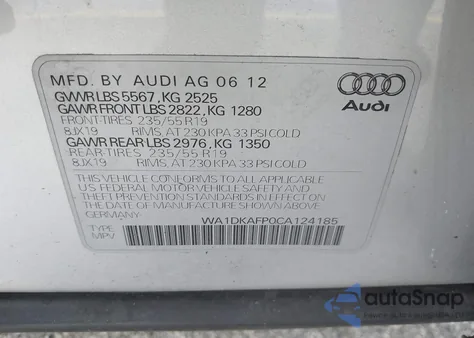 MFD. BY AUDI AG 06 12
GVWR LBS 5567, KG 2525
GAWR FRONT LBS 2822, KG 1280
FRONT TIRES 235/55 R19
8JX19 RIMS, AT 230 KPA 33 PSI COLD
GAWR REAR LBS 2976, KG 1350
REAR TIRES 235/55 R19
8JX19 RIMS, AT 230 KPA 33 PSI COLD
Audi
THIS VEHICLE CONFORMS TO ALL APPLICABLE
U.S. FEDERAL MOTOR VEHICLE SAFETY AND
THEFT PREVENTION STANDARDS IN EFFECT ON
THE DATE OF MANUFACTURE SHOWN ABOVE.
WA1DKAFP0CA124185
TYPE
MPV
autoSnap